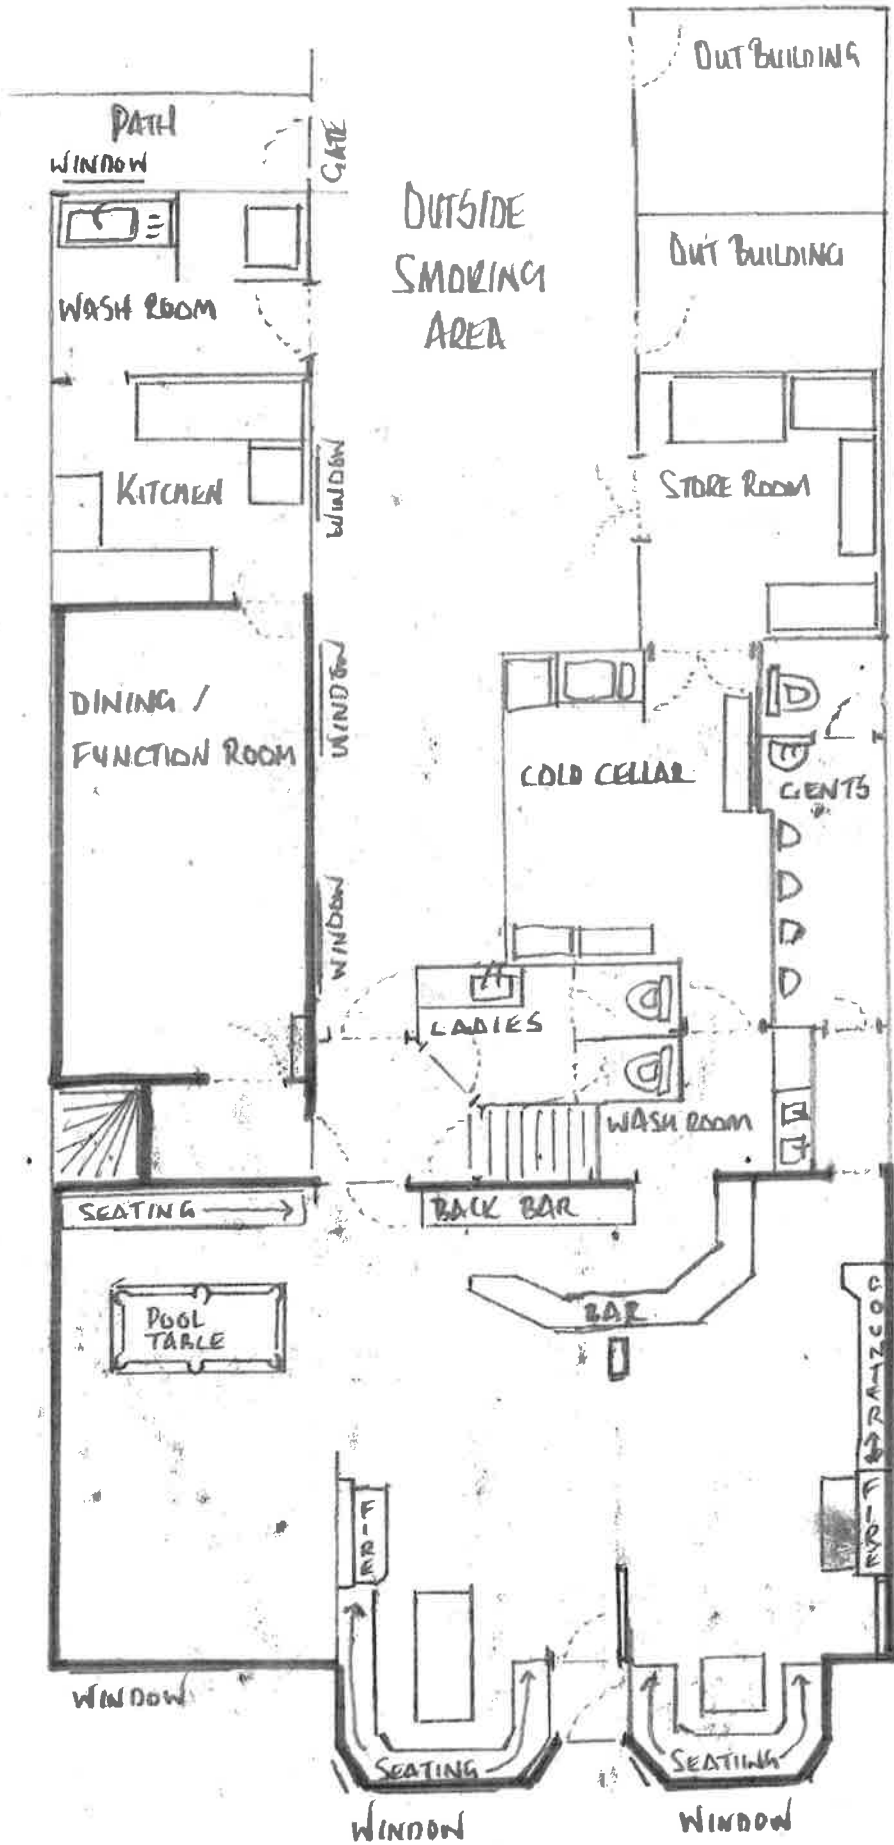 OUT BUILDING
PATH
GATE
WINDOW
OUTSIDE
SMOKING
AREA
OUT BUILDING
WASH ROOM
WINDOW
KITCHEN
STORE ROOM
WINDOW
DINING /
FUNCTION ROOM
COLD CELLAR
GENTS
WINDOW
LADIES
WASH ROOM
SEATING
BACK BAR
POOL
TABLE
BAR
COUNTER
FIRE
FIRE
WINDOW
SEATING
SEATING
WINDOW
WINDOW